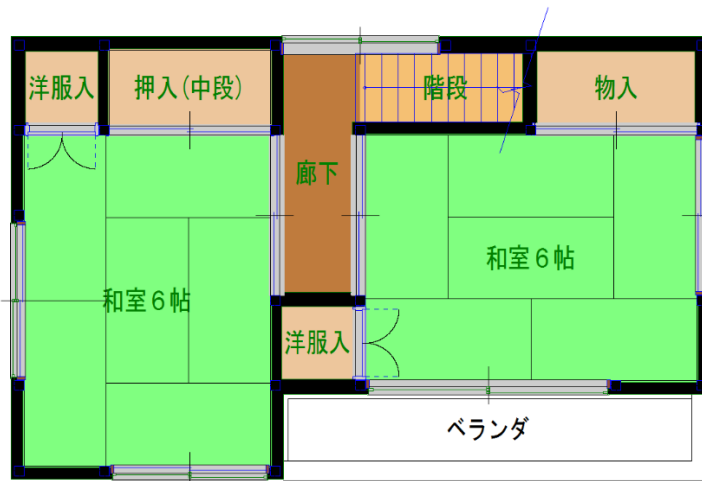 洋服入
押入(中段)
階段
物入
廊下
和室６帖
和室６帖
洋服入
ベランダ